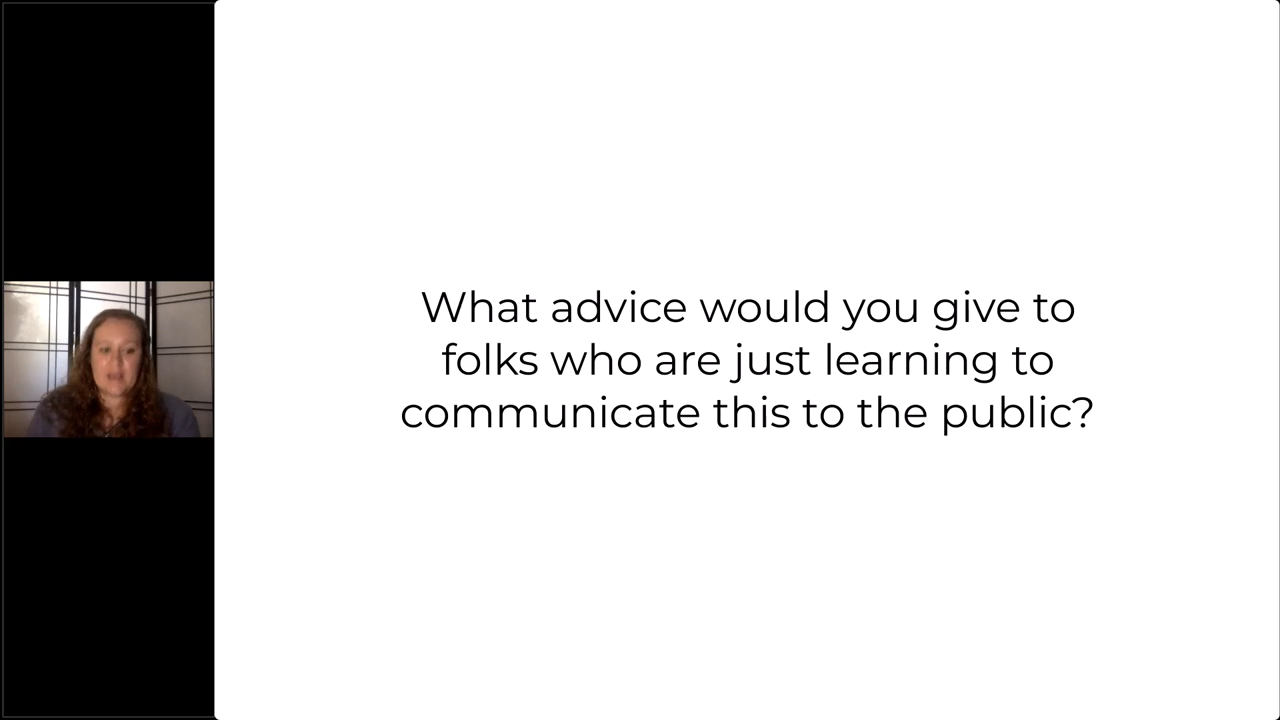 What advice would you give to
folks who are just learning to
communicate this to the public?